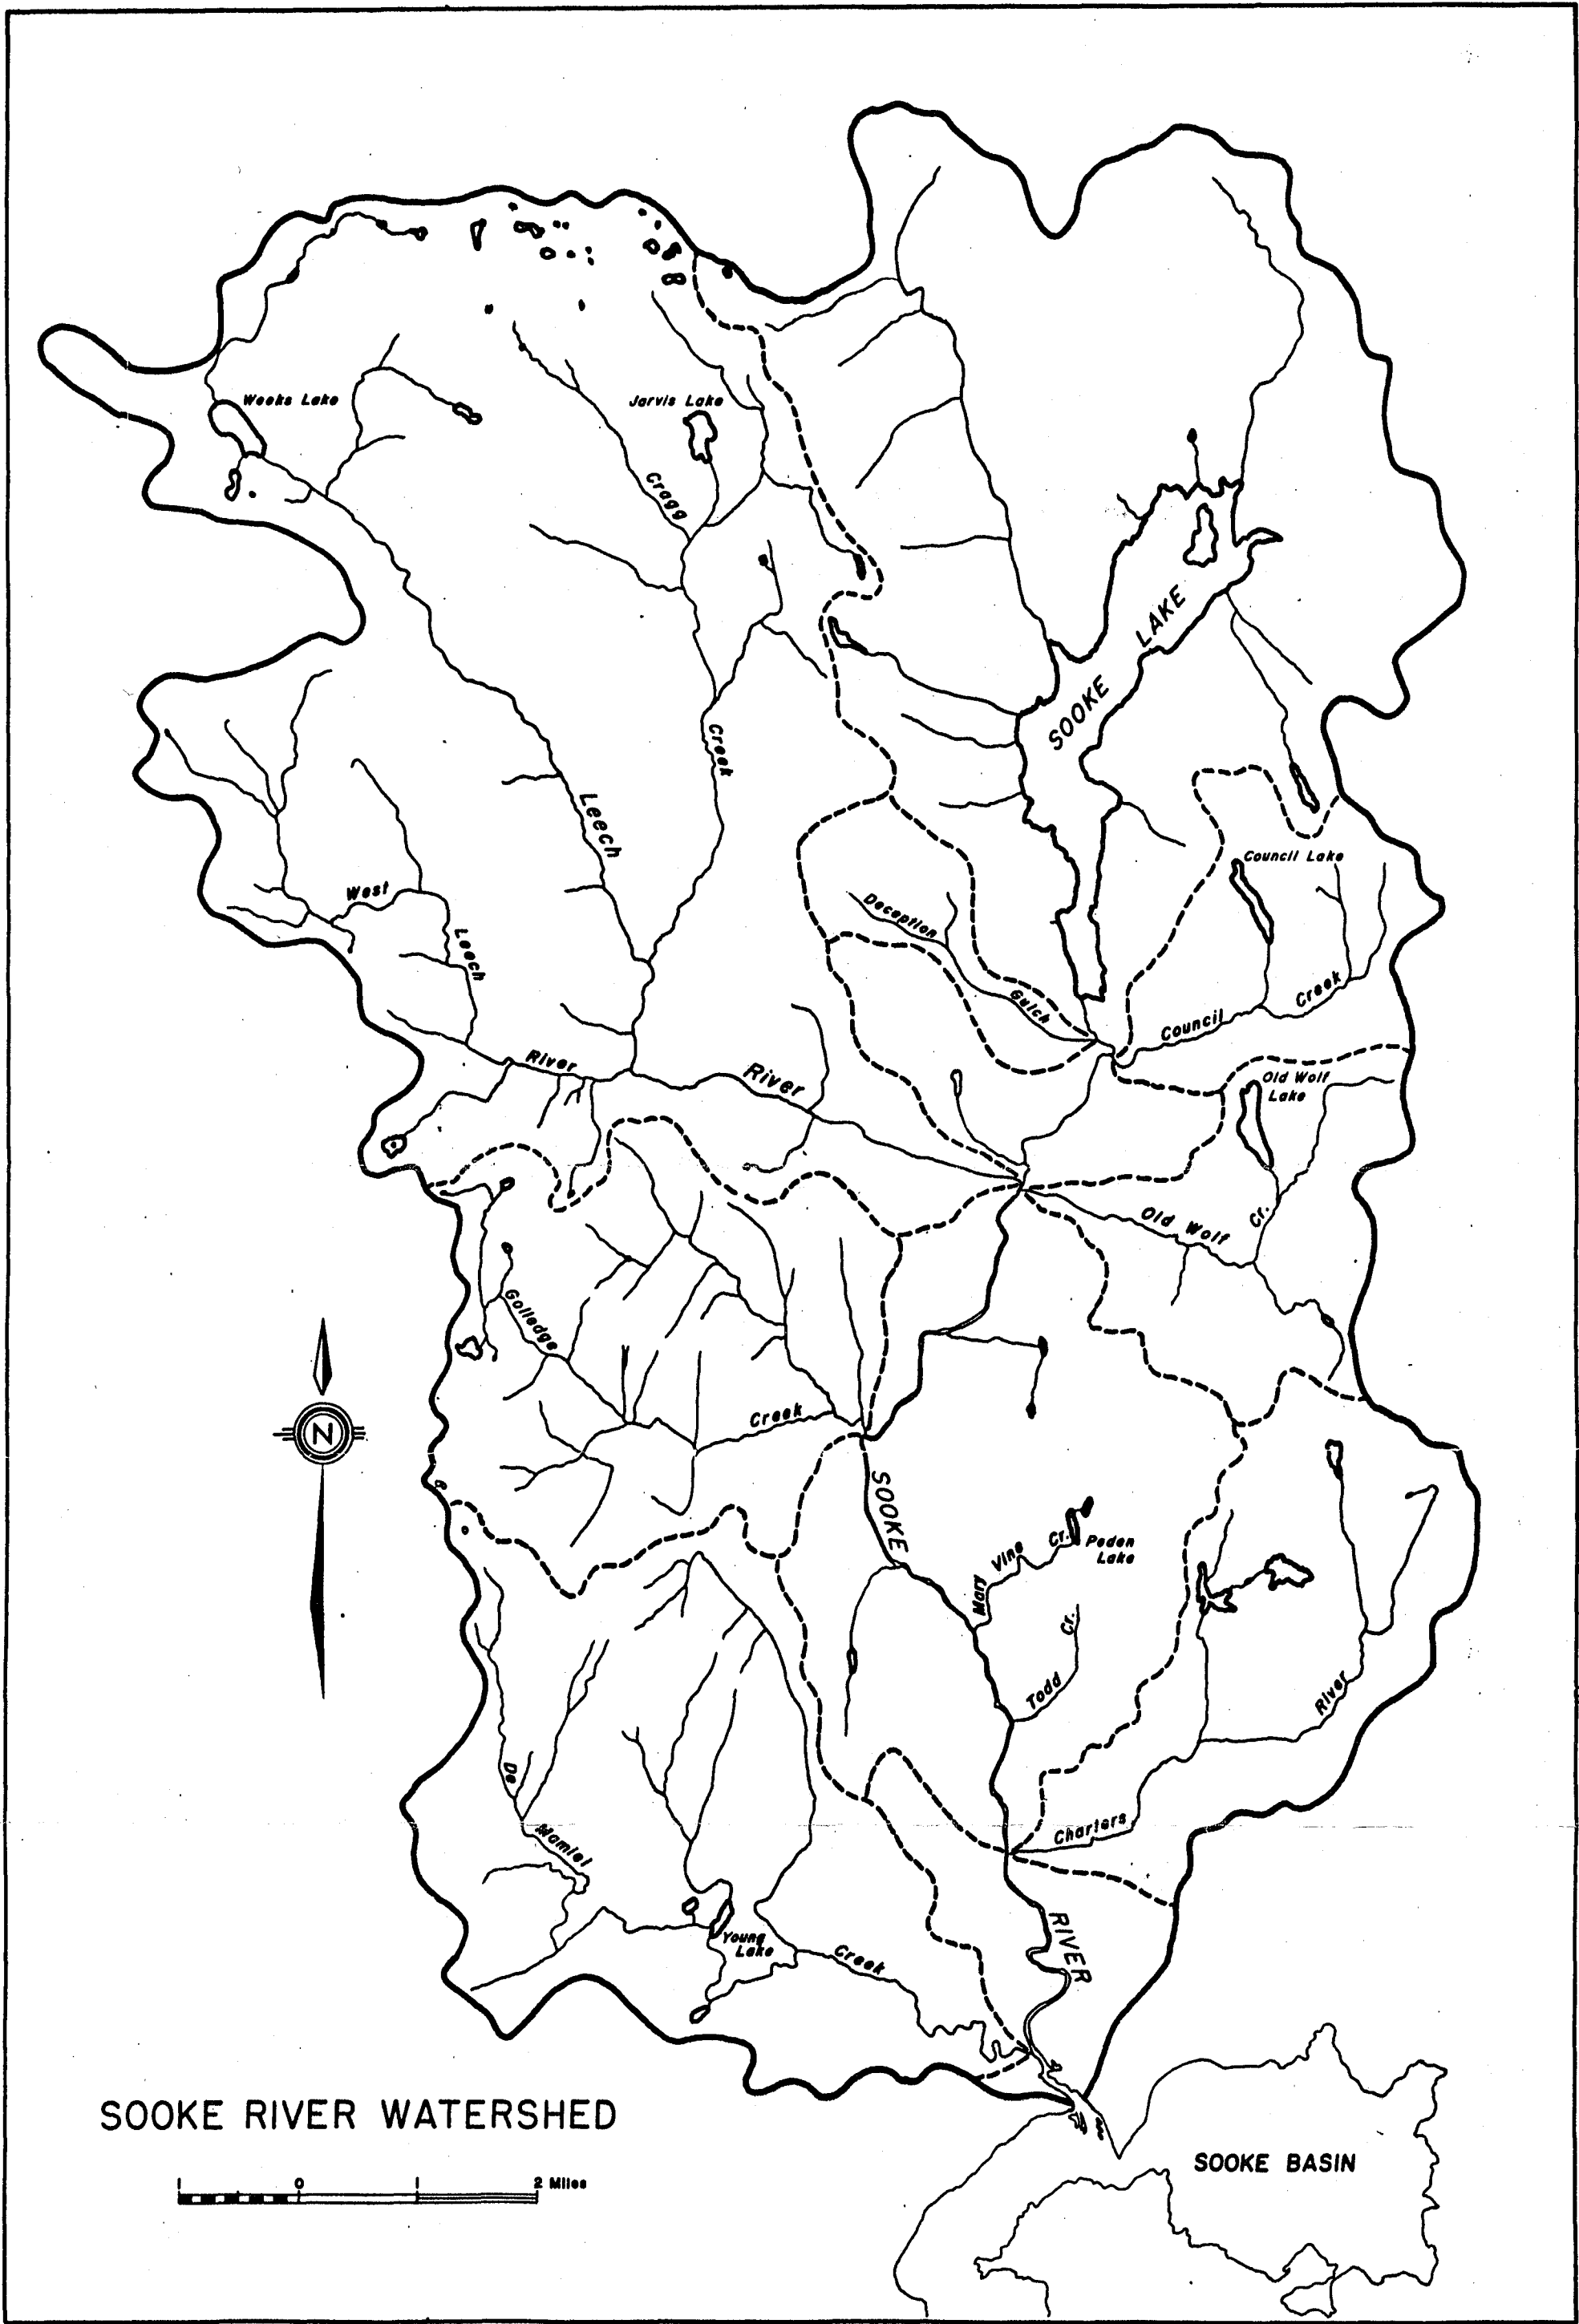 Weeks Lake
Jarvis Lake
Cragg
Creek
SOOKE LAKE
Leech
River
West
Leech
River
Deception
Gulch
Council Lake
Council Creek
Old Wolf
Lake
Old Wolf Cr.
Golledge
Creek
N
SOOKE
Mary Vine Cr.
Peden
Lake
Todd Cr.
River
Charters
De
Mamiel
Young
Lake
Creek
RIVER
SOOKE RIVER WATERSHED
1 0 1 2 Miles
SOOKE BASIN